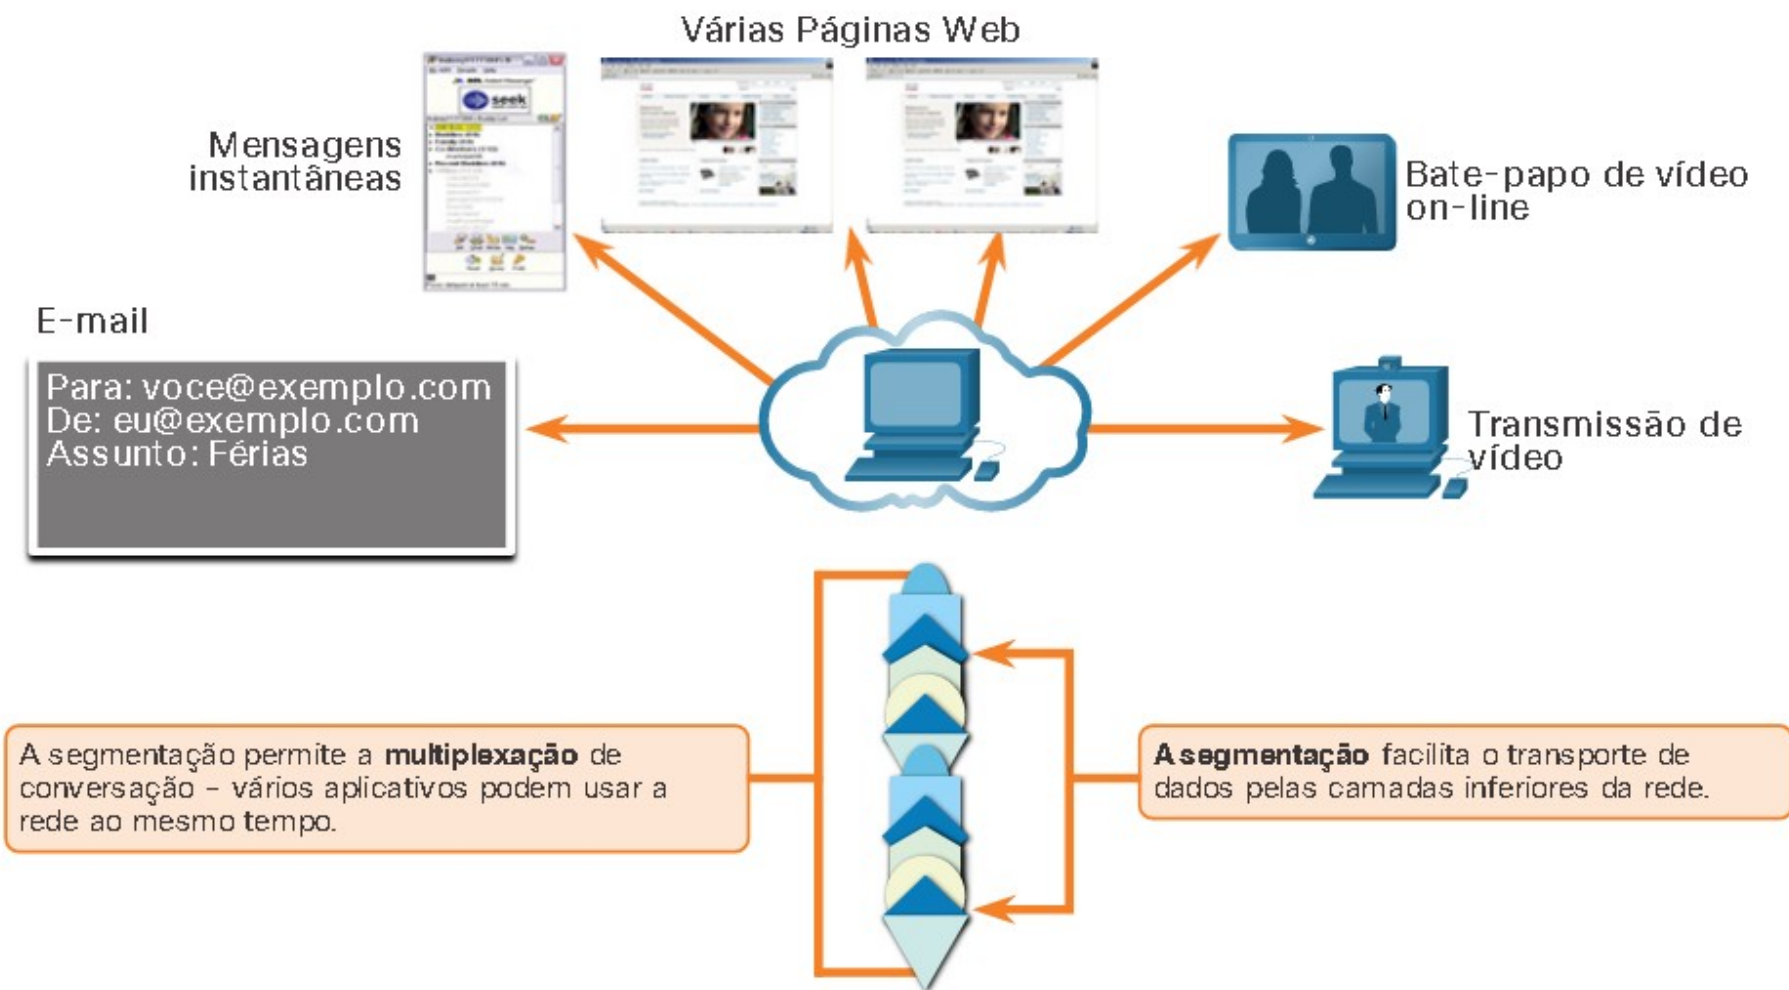 Várias Páginas Web
Mensagens
instantâneas
seek
Bate-papo de vídeo
on-line
E-mail
Para: voce@exemplo.com
De: eu@exemplo.com
Assunto: Férias
Transmissão de
vídeo
A segmentação permite a multiplexação de
conversação – vários aplicativos podem usar a
rede ao mesmo tempo.
A segmentação facilita o transporte de
dados pelas camadas inferiores da rede.